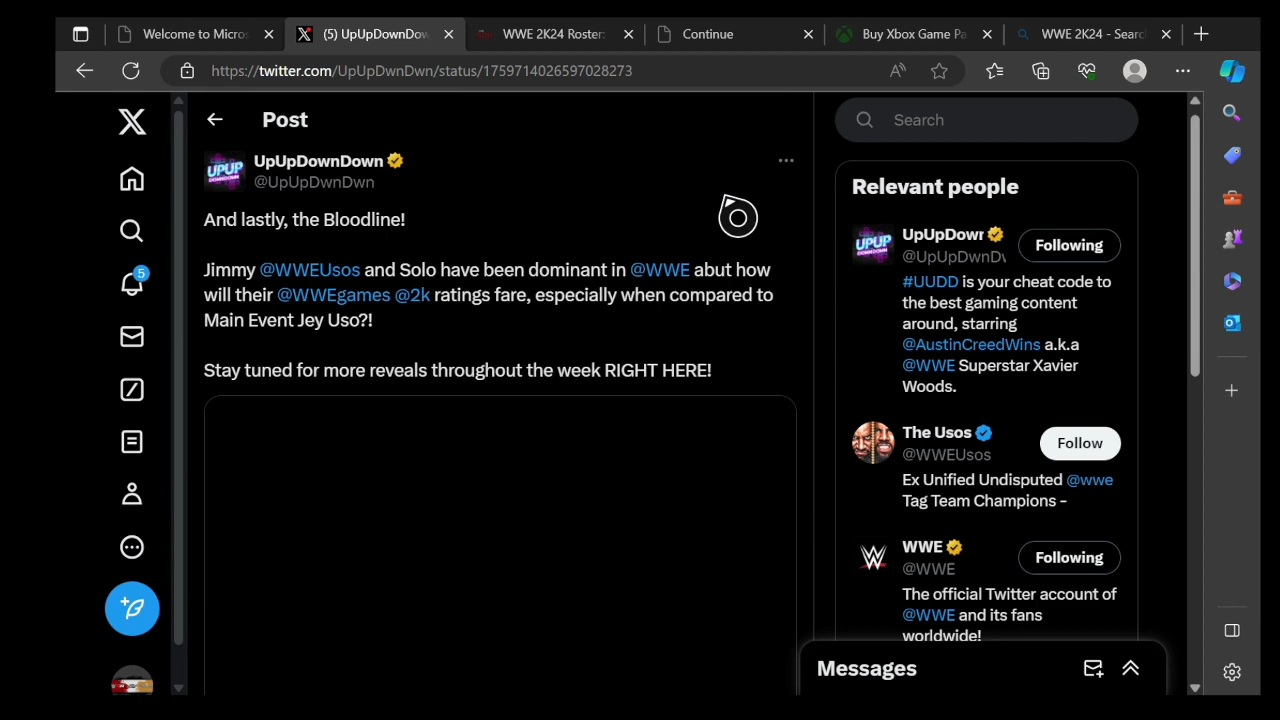 Welcome to Micros
(5) UpUpDownDow
WWE 2K24 Roster:
Continue
Buy Xbox Game Pa
WWE 2K24 - Searc
https://twitter.com/UpUpDwnDwn/status/1759714026597028273
Post
UpUpDownDown
@UpUpDwnDwn
And lastly, the Bloodline!
Jimmy @WWEUsos and Solo have been dominant in @WWE abut how
will their @WWEgames @2k ratings fare, especially when compared to
Main Event Jey Uso?!
Stay tuned for more reveals throughout the week RIGHT HERE!
5
Search
Relevant people
UpUpDowr
@UpUpDwnD
Following
#UUDD is your cheat code to
the best gaming content
around, starring
@AustinCreedWins a.k.a
@WWE Superstar Xavier
Woods.
The Usos
@WWEUsos
Follow
Ex Unified Undisputed @wwe
Tag Team Champions -
WWE
@WWE
Following
The official Twitter account of
@WWE and its fans
worldwide!
Messages